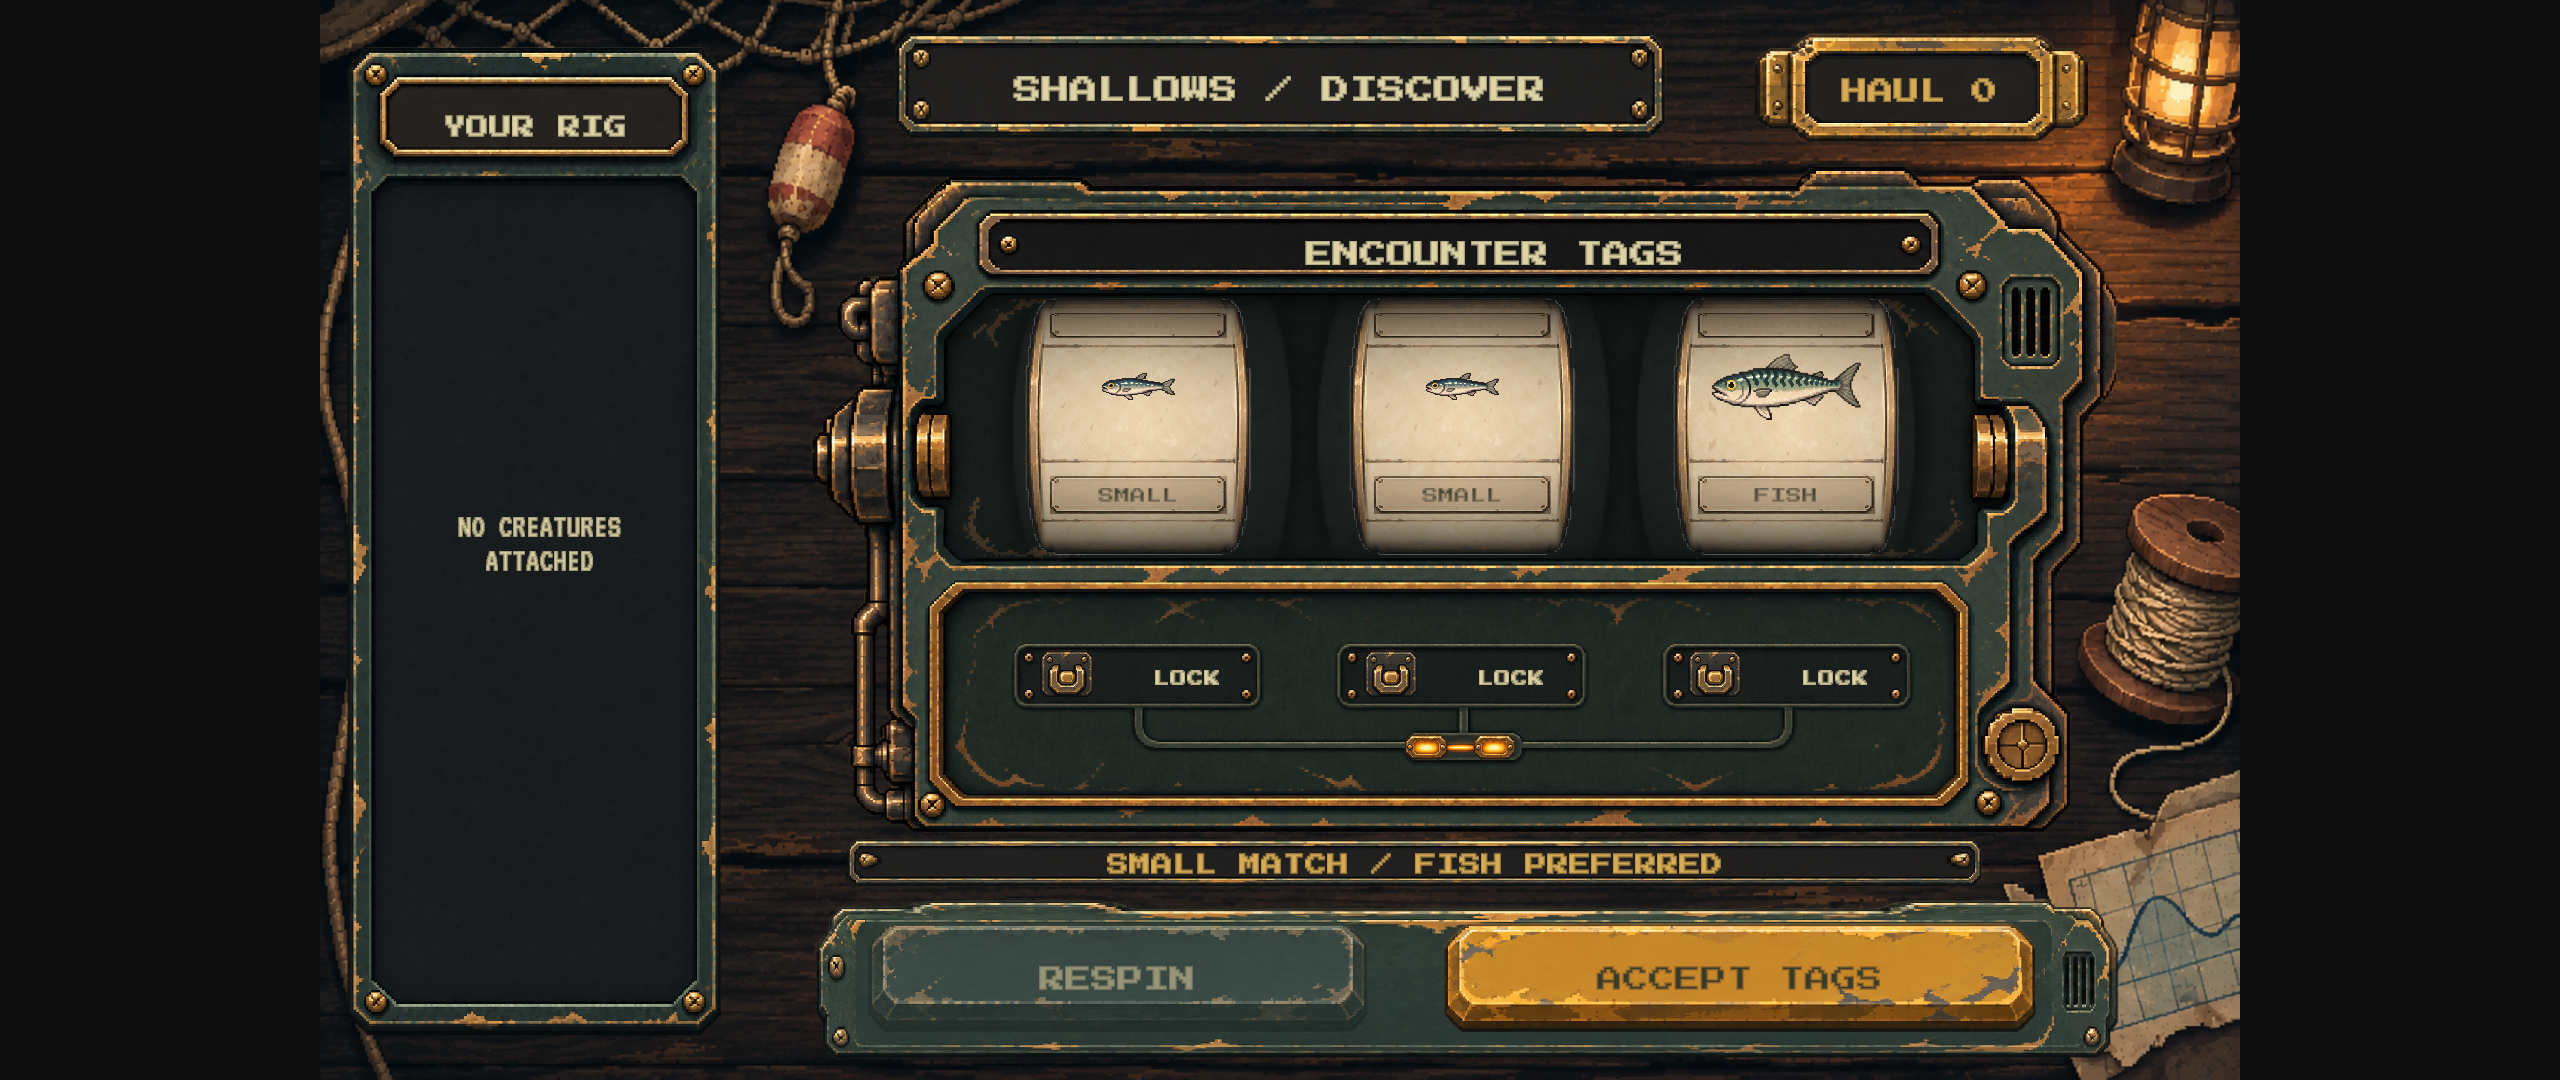 SHALLOWS / DISCOVER
HAUL 0
YOUR RIG
NO CREATURES
ATTACHED
ENCOUNTER TAGS
SMALL
SMALL
FISH
LOCK
LOCK
LOCK
SMALL MATCH / FISH PREFERRED
RESPIN
ACCEPT TAGS